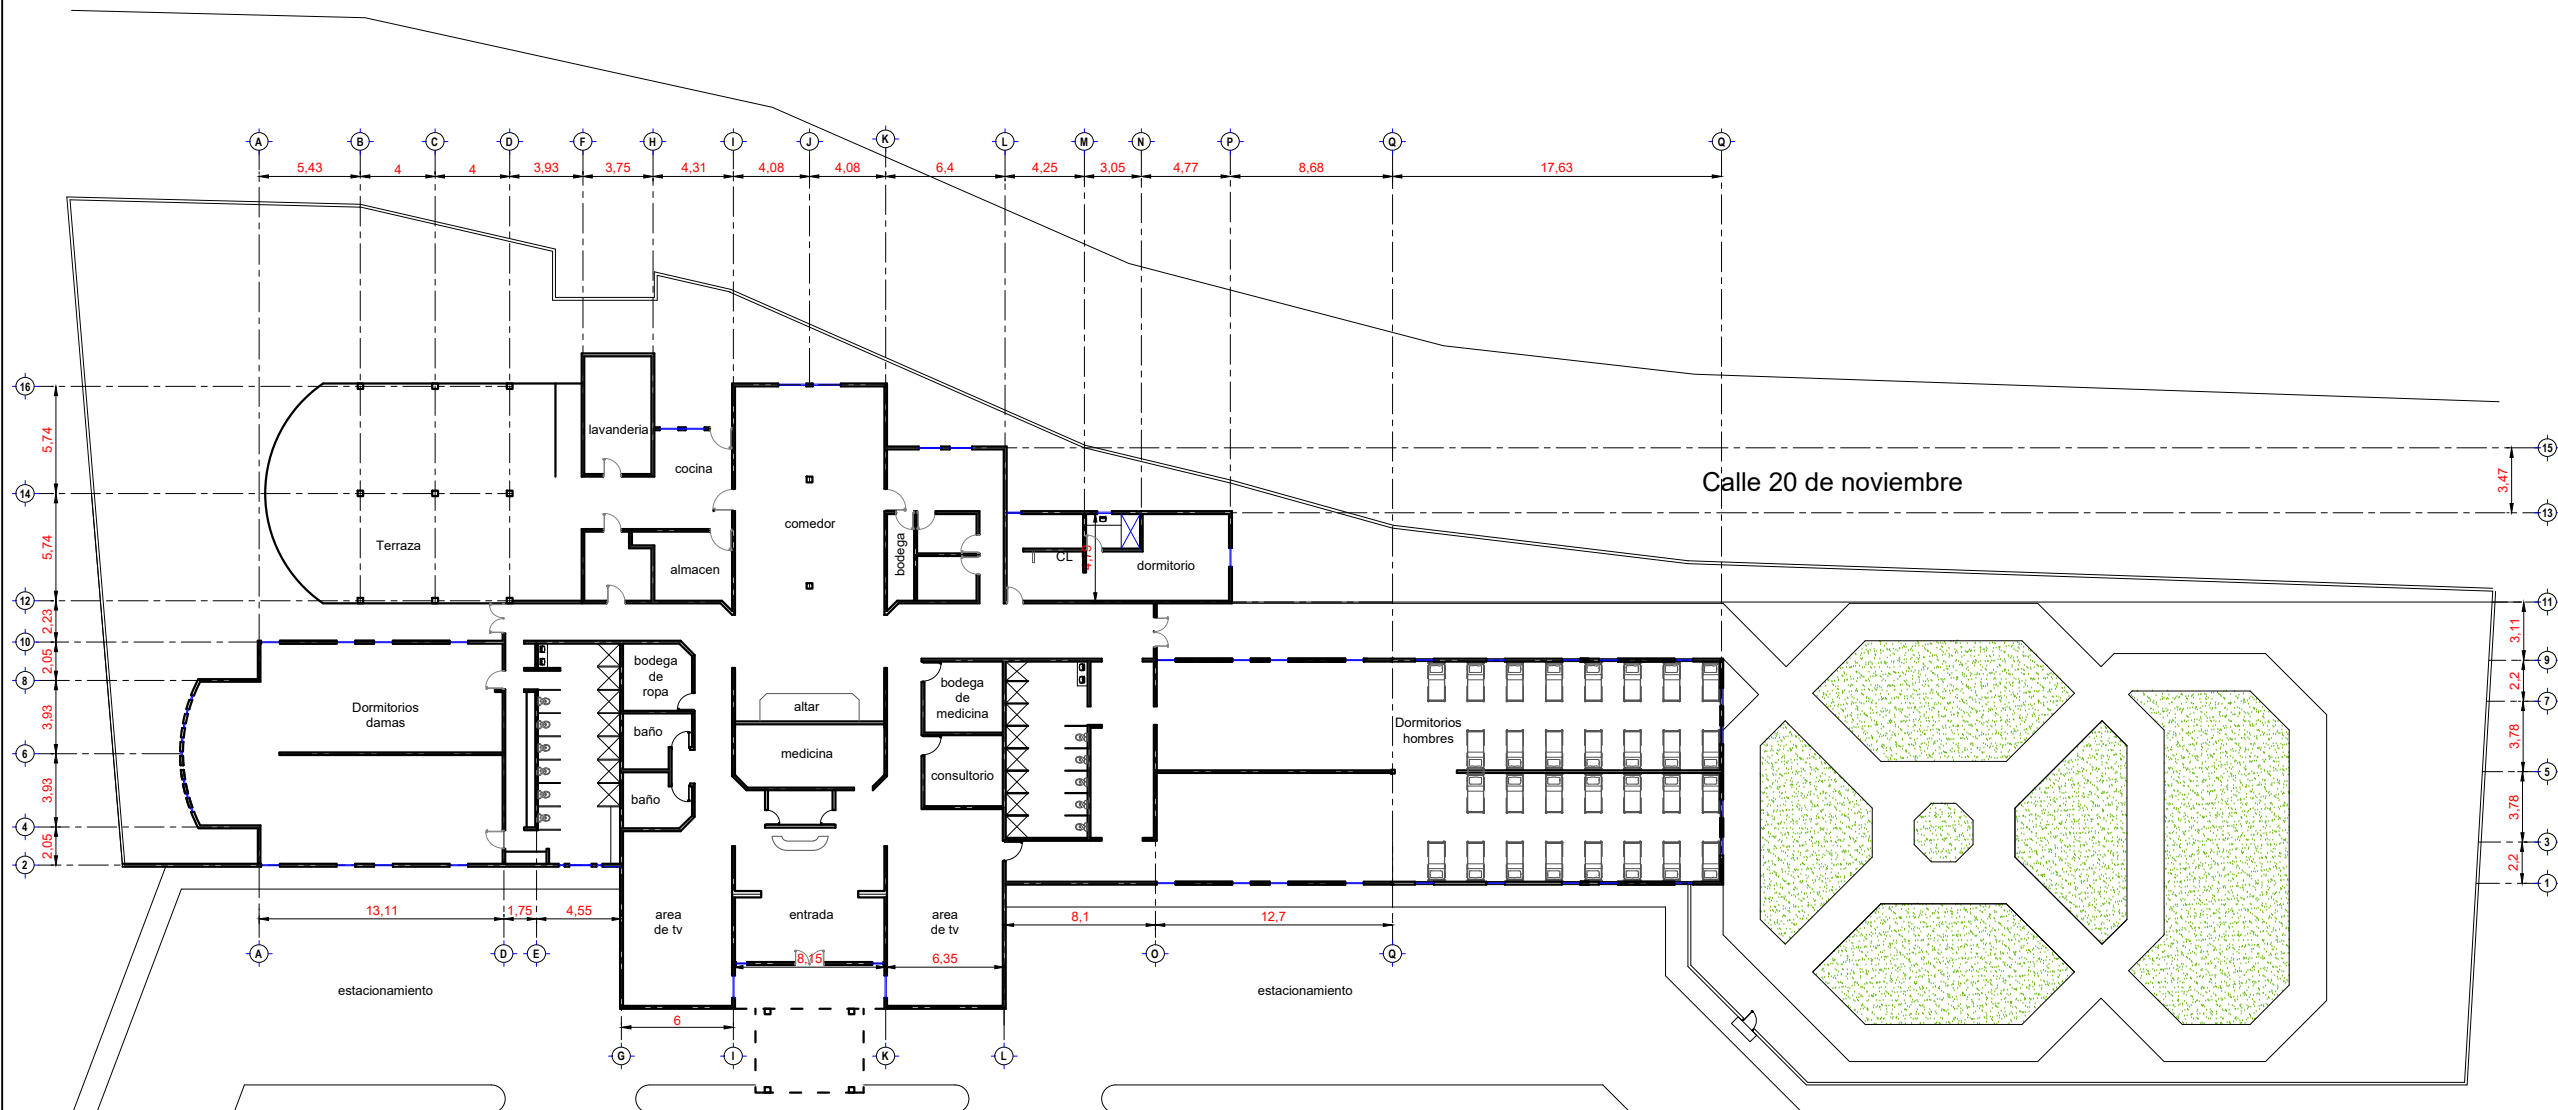 A B C D F H I J K L M N P Q Q
5,43 4 4 3,93 3,75 4,31 4,08 4,08 6,4 4,25 3,05 4,77 8,68 17,63
16
5,74
14
5,74
12
2,23
10
2,05
8
3,93
6
3,93
4
2,05
2
15
3,47
13
11
3,11
9
2,2
7
3,78
5
3,78
3
2,2
1
Calle 20 de noviembre
lavanderia
cocina
comedor
Terraza
almacen
bodega
CL
4,75
dormitorio
bodega
de
ropa
Dormitorios
damas
baño
baño
altar
medicina
bodega
de
medicina
consultorio
Dormitorios
hombres
area
de tv
entrada
area
de tv
13,11 1,75 4,55
8,15 6,35
8,1 12,7
A D E
O Q
estacionamiento
estacionamiento
6
G I K L